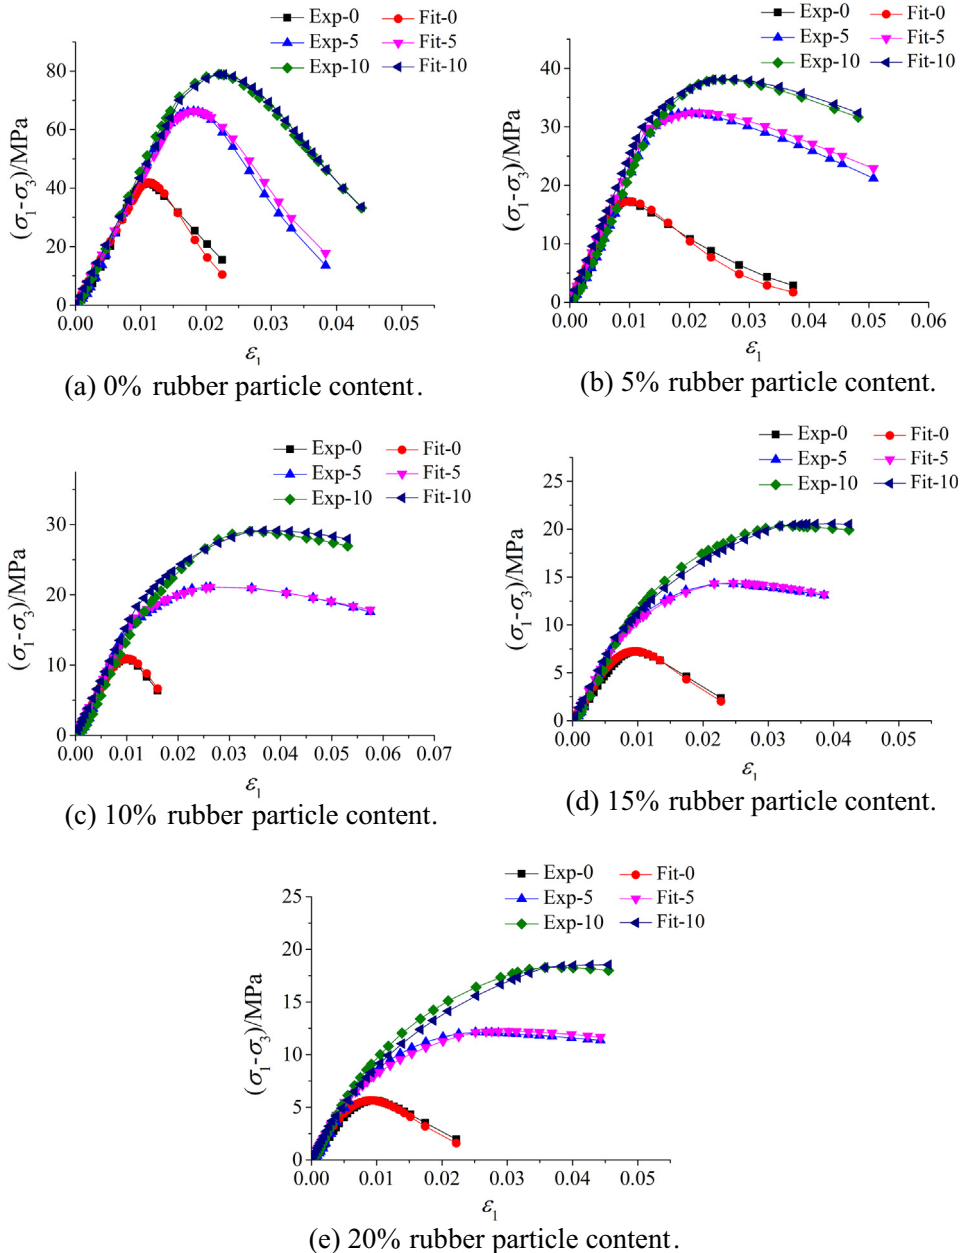 Exp-0 Fit-0
Exp-5 Fit-5
Exp-10 Fit-10
(σ1-σ3)/MPa
80
60
40
20
0
0.00 0.01 0.02 0.03 0.04 0.05
ε1
(a) 0% rubber particle content.
Exp-0 Fit-0
Exp-5 Fit-5
Exp-10 Fit-10
(σ1-σ3)/MPa
40
30
20
10
0
0.00 0.01 0.02 0.03 0.04 0.05 0.06
ε1
(b) 5% rubber particle content.
Exp-0 Fit-0
Exp-5 Fit-5
Exp-10 Fit-10
(σ1-σ3)/MPa
30
20
10
0
0.00 0.01 0.02 0.03 0.04 0.05 0.06 0.07
ε1
(c) 10% rubber particle content.
Exp-0 Fit-0
Exp-5 Fit-5
Exp-10 Fit-10
(σ1-σ3)/MPa
25
20
15
10
5
0
0.00 0.01 0.02 0.03 0.04 0.05
ε1
(d) 15% rubber particle content.
Exp-0 Fit-0
Exp-5 Fit-5
Exp-10 Fit-10
(σ1-σ3)/MPa
25
20
15
10
5
0
0.00 0.01 0.02 0.03 0.04 0.05
ε1
(e) 20% rubber particle content.